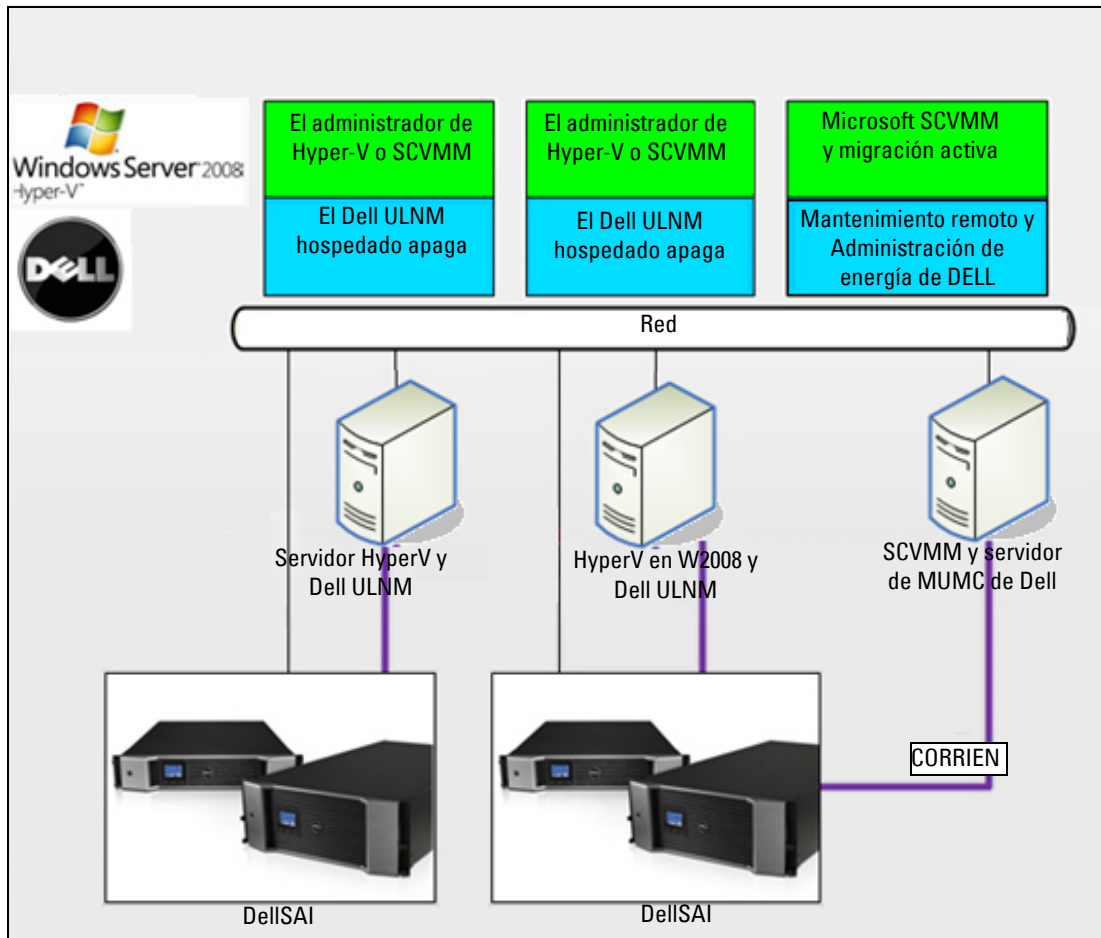 Windows Server 2008
Hyper-V
DELL
El administrador de
Hyper-V o SCVMM
El Dell ULNM
hospedado apaga
El administrador de
Hyper-V o SCVMM
El Dell ULNM
hospedado apaga
Microsoft SCVMM
y migración activa
Mantenimiento remoto y
Administración de
energía de DELL
Red
Servidor HyperV y
Dell ULNM
HyperV en W2008 y
Dell ULNM
SCVMM y servidor
de MUMC de Dell
CORRIEN
DellSAI
DellSAI